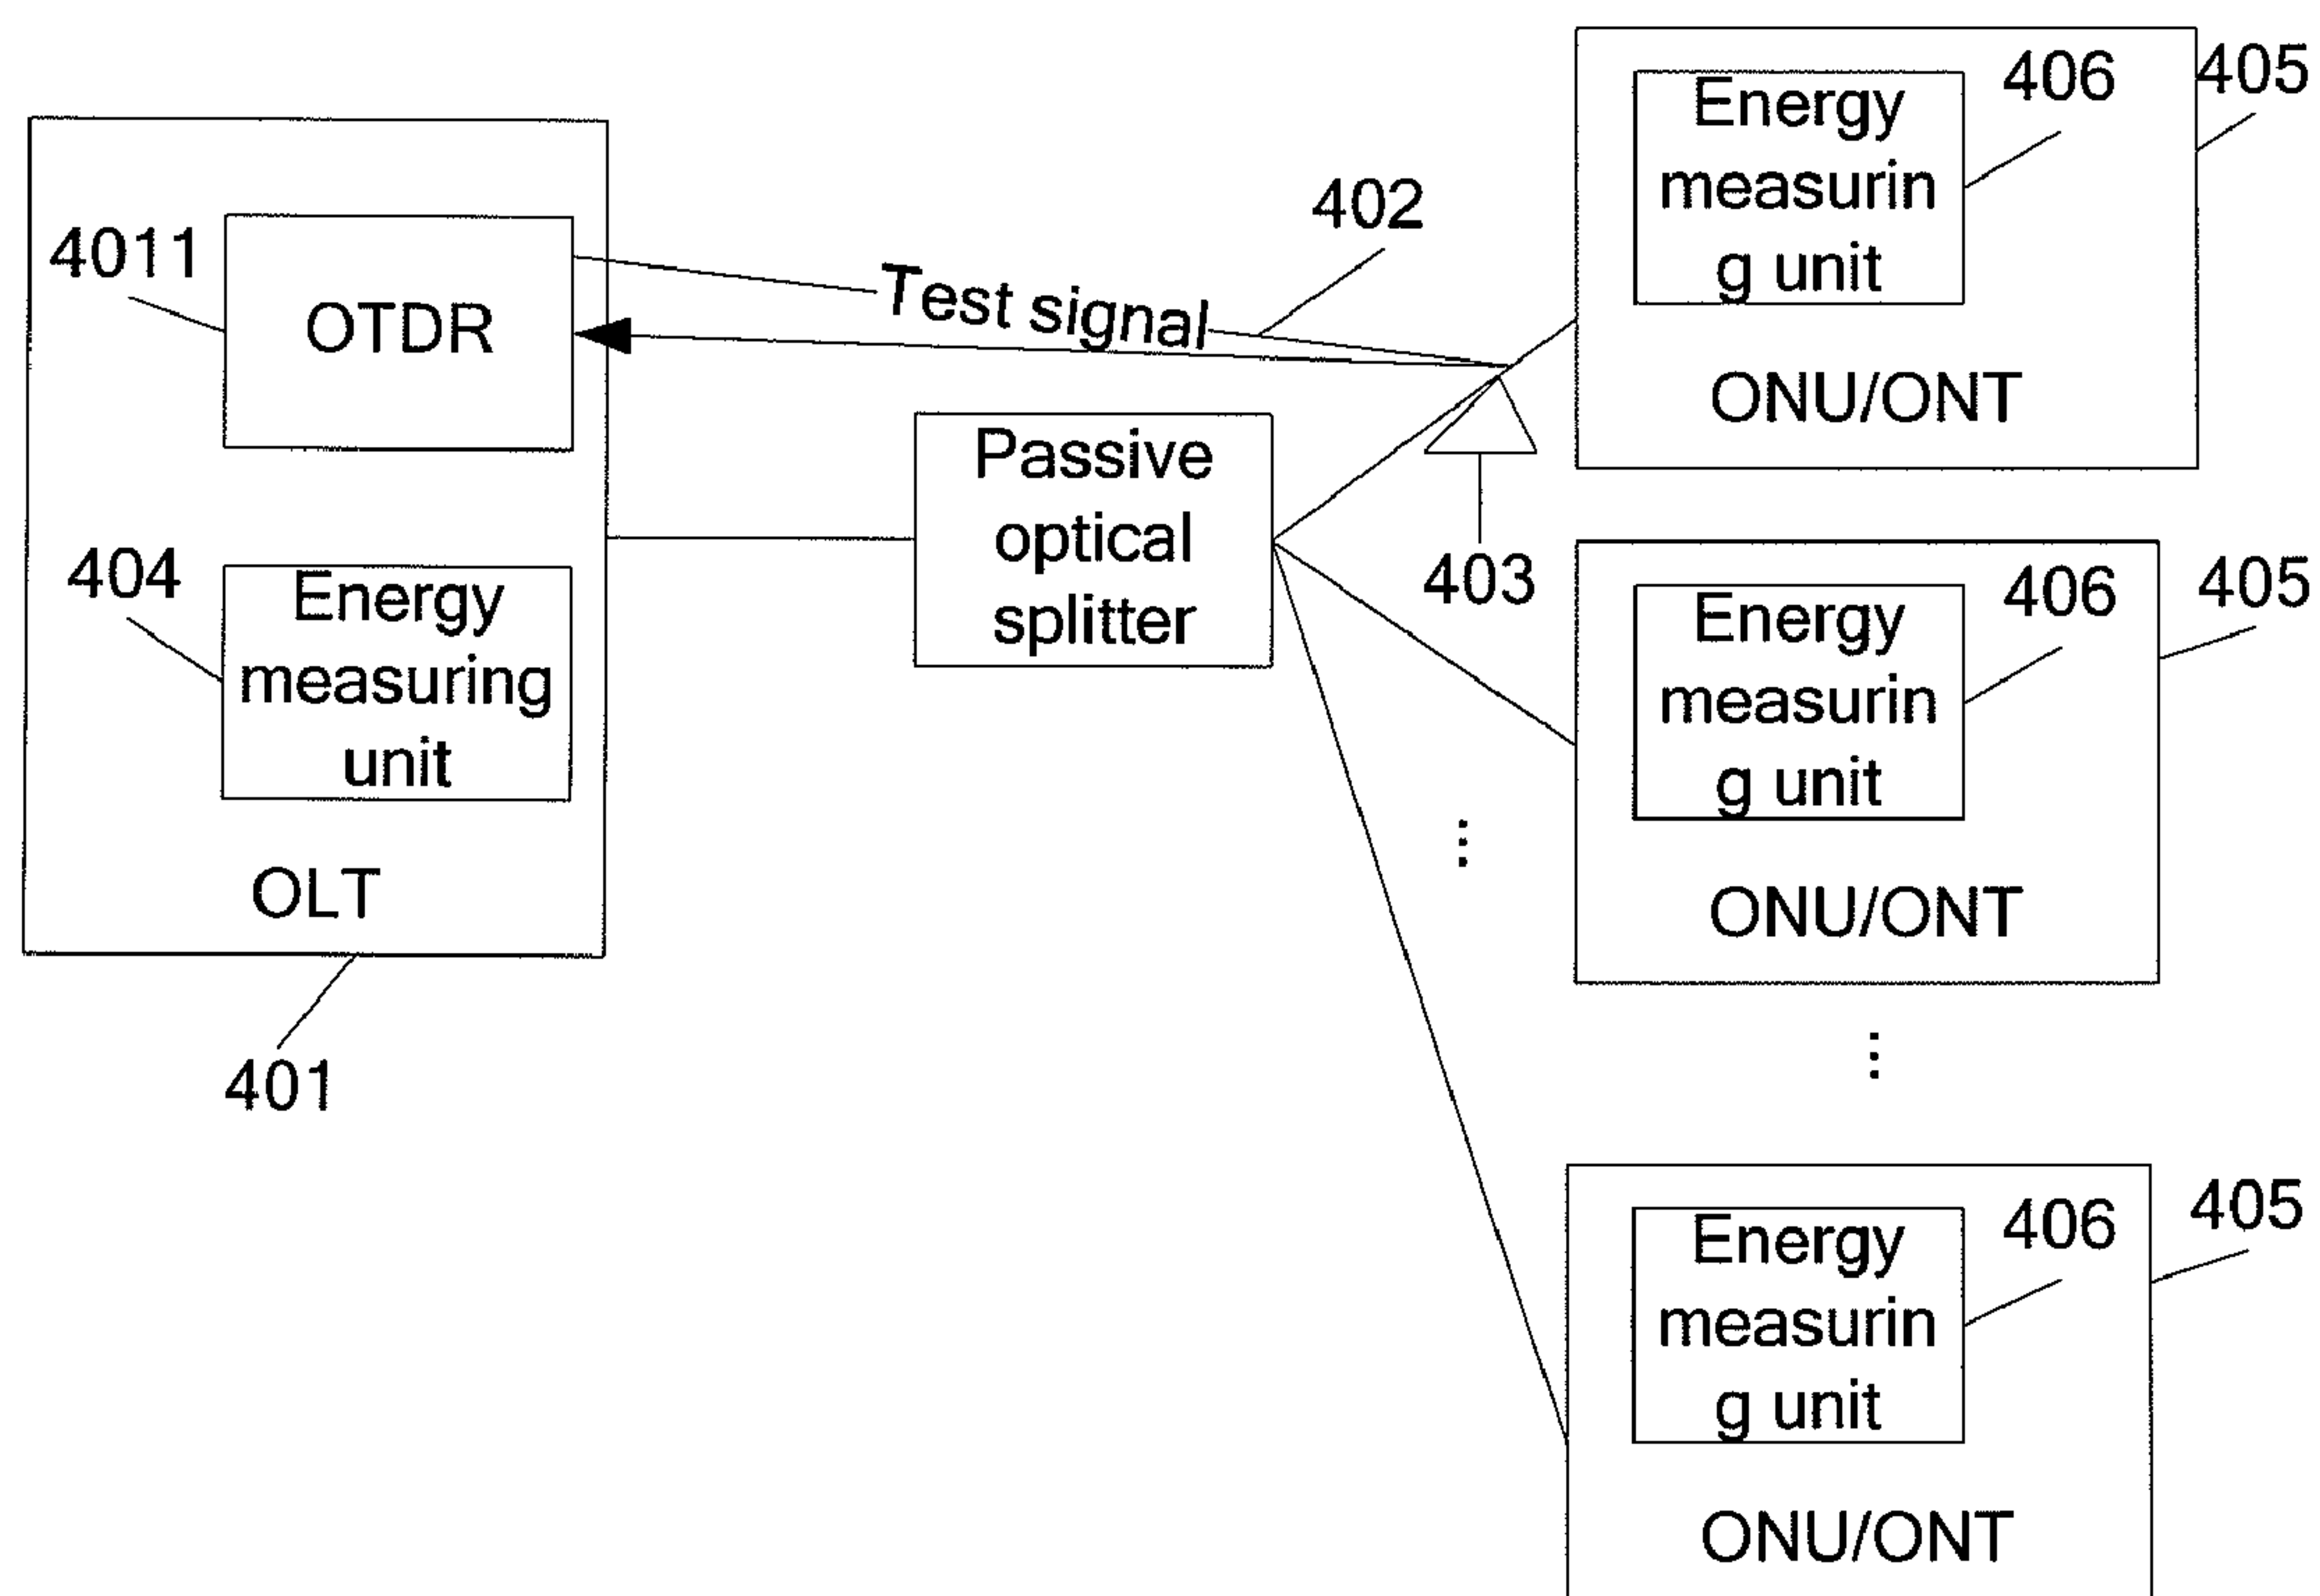 4011
OTDR
404
Energy
measuring
unit
OLT
401
Test signal
402
Passive
optical
splitter
403
Energy
measurin
g unit
406
405
ONU/ONT
Energy
measurin
g unit
406
405
ONU/ONT
Energy
measurin
g unit
406
405
ONU/ONT